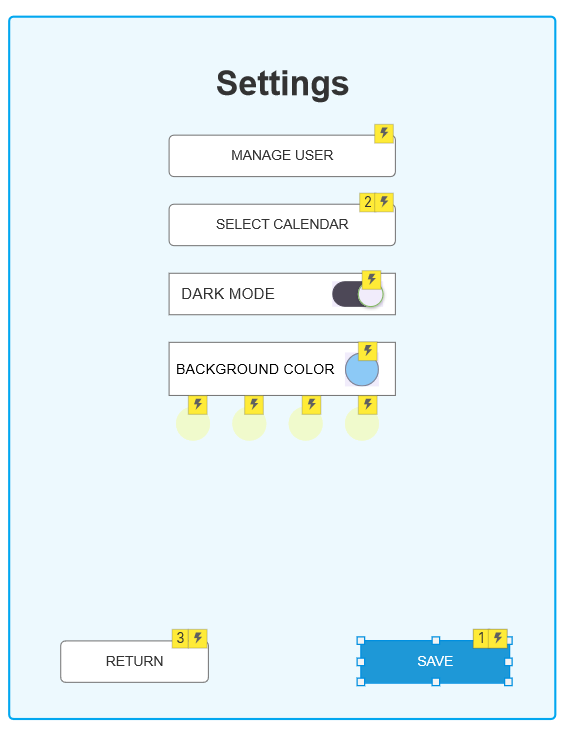 Settings
MANAGE USER
2
SELECT CALENDAR
DARK MODE
BACKGROUND COLOR
3
RETURN
1
SAVE